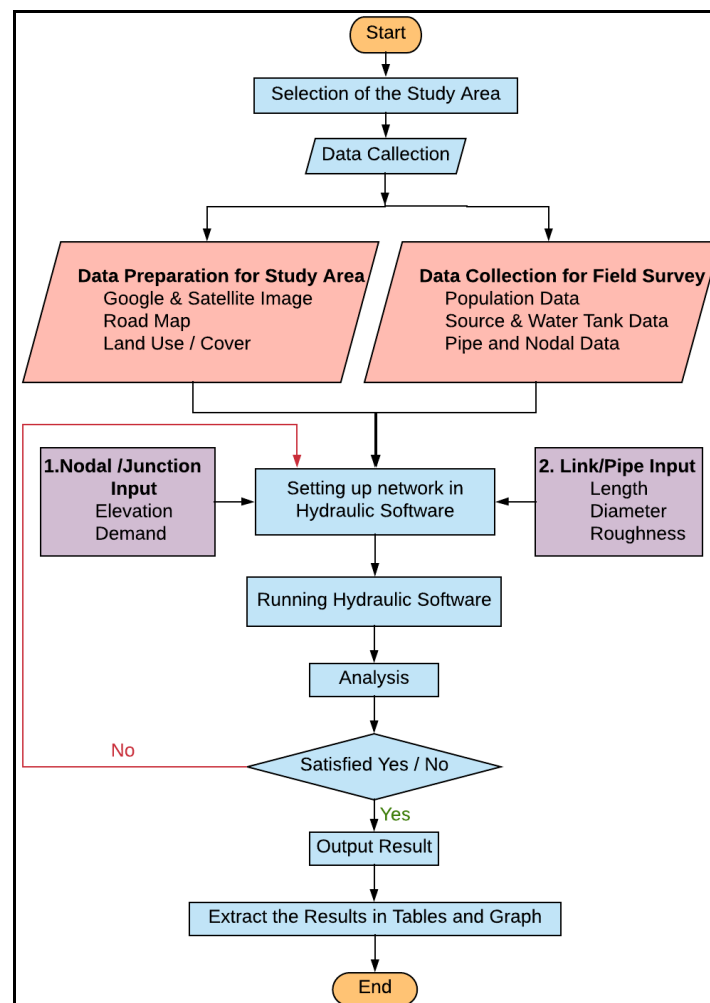 Start
Selection of the Study Area
Data Callection
Data Preparation for Study Area
Google & Satellite Image
Road Map
Land Use / Cover
Data Collection for Field Survey
Population Data
Source & Water Tank Data
Pipe and Nodal Data
1.Nodal /Junction
Input
Elevation
Demand
Setting up network in
Hydraulic Software
2. Link/Pipe Input
Length
Diameter
Roughness
Running Hydraulic Software
Analysis
Satisfied Yes / No
No
Yes
Output Result
Extract the Results in Tables and Graph
End